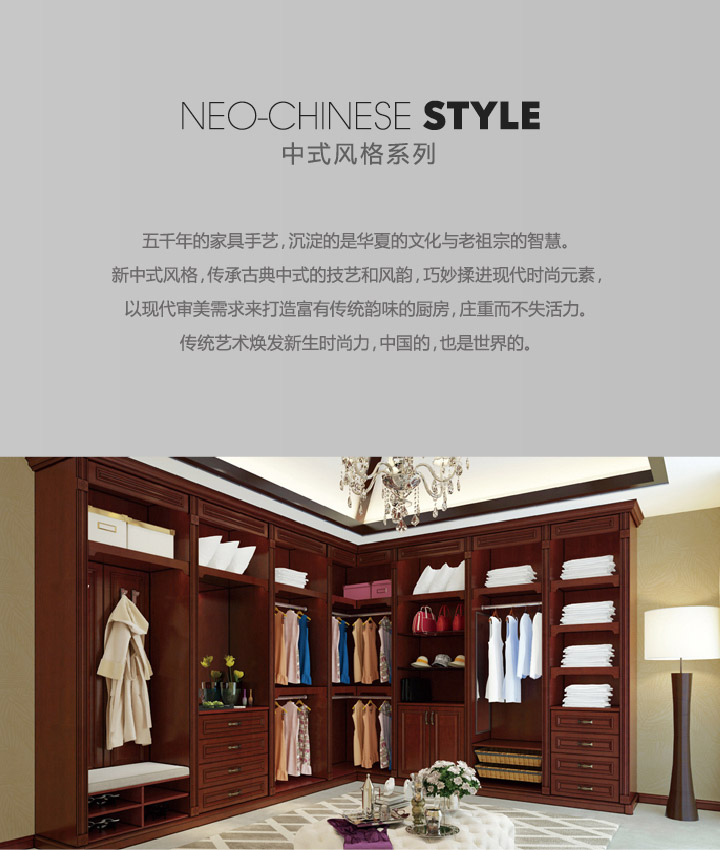 NEO-CHINESE STYLE
中式风格系列
五千年的家具手艺,沉淀的是华夏的文化与老祖宗的智慧。
新中式风格,传承古典中式的技艺和风韵,巧妙揉进现代时尚元素,
以现代审美需求来打造富有传统韵味的厨房,庄重而不失活力。
传统艺术焕发新生时尚力,中国的,也是世界的。